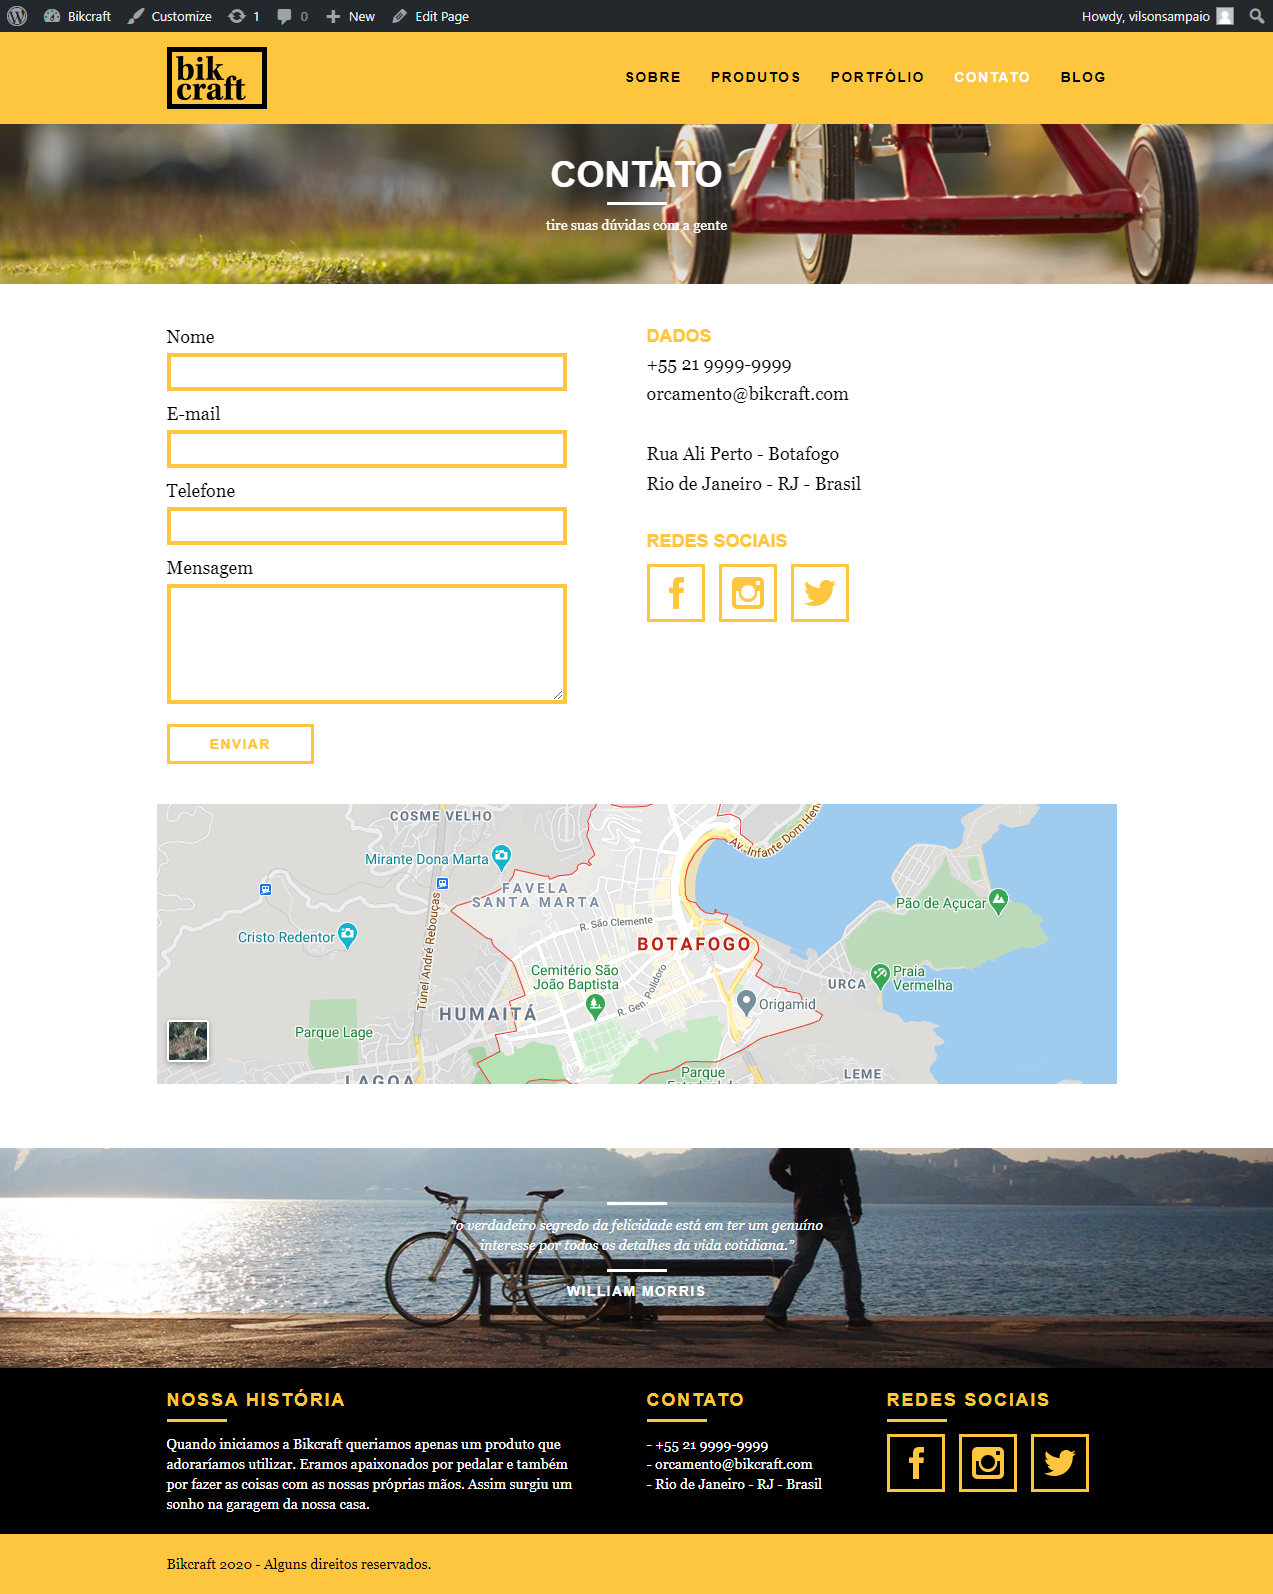 Bikcraft Customize 1 0 New Edit Page Howdy, vilsonsampaio
bik
craft
SOBRE PRODUTOS PORTFÓLIO CONTATO BLOG
CONTATO
tire suas dúvidas com a gente
Nome
E-mail
Telefone
Mensagem
ENVIAR
DADOS
+55 21 9999-9999
orcamento@bikcraft.com
Rua Ali Perto - Botafogo
Rio de Janeiro - RJ - Brasil
REDES SOCIAIS
COSME VELHO
Av. Infante Dom Hen
Mirante Dona Marta
FAVELA
SANTA MARTA
Pão de Açucar
R. São Clemente
Túnel André Rebouças
Cristo Redentor
BOTAFOGO
Cemitério São
João Baptista
R. Gen. Polidoro
Praia
Vermelha
URCA
Origamid
HUMAITÁ
Parque Lage
LAGOA
Parque
Estadual da
LEME
“o verdadeiro segredo da felicidade está em ter um genuíno
interesse por todos os detalhes da vida cotidiana.”
WILLIAM MORRIS
NOSSA HISTÓRIA
Quando iniciamos a Bikcraft queriamos apenas um produto que
adoraríamos utilizar. Eramos apaixonados por pedalar e também
por fazer as coisas com as nossas próprias mãos. Assim surgiu um
sonho na garagem da nossa casa.
CONTATO
- +55 21 9999-9999
- orcamento@bikcraft.com
- Rio de Janeiro - RJ - Brasil
REDES SOCIAIS
Bikcraft 2020 - Alguns direitos reservados.